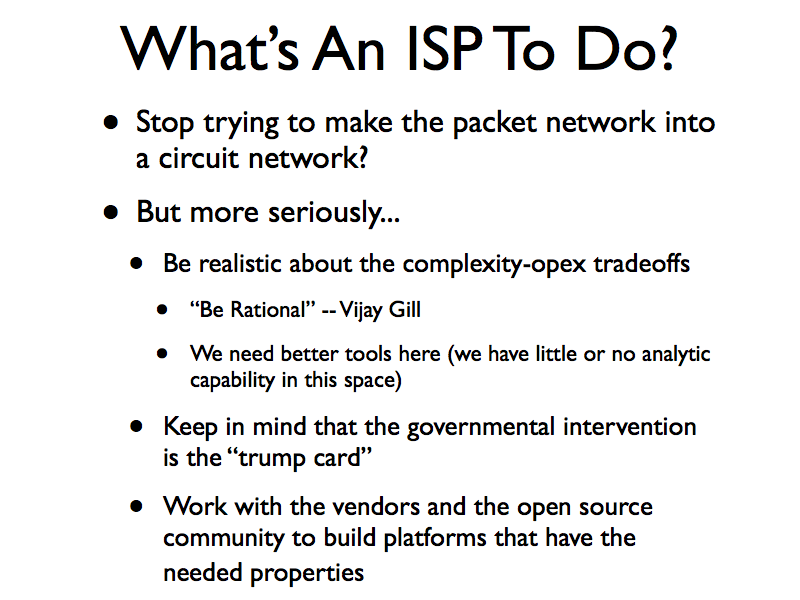 What's An ISP To Do?
• Stop trying to make the packet network into
a circuit network?
• But more seriously...
• Be realistic about the complexity-opex tradeoffs
• “Be Rational” -- Vijay Gill
• We need better tools here (we have little or no analytic
capability in this space)
• Keep in mind that the governmental intervention
is the “trump card”
• Work with the vendors and the open source
community to build platforms that have the
needed properties